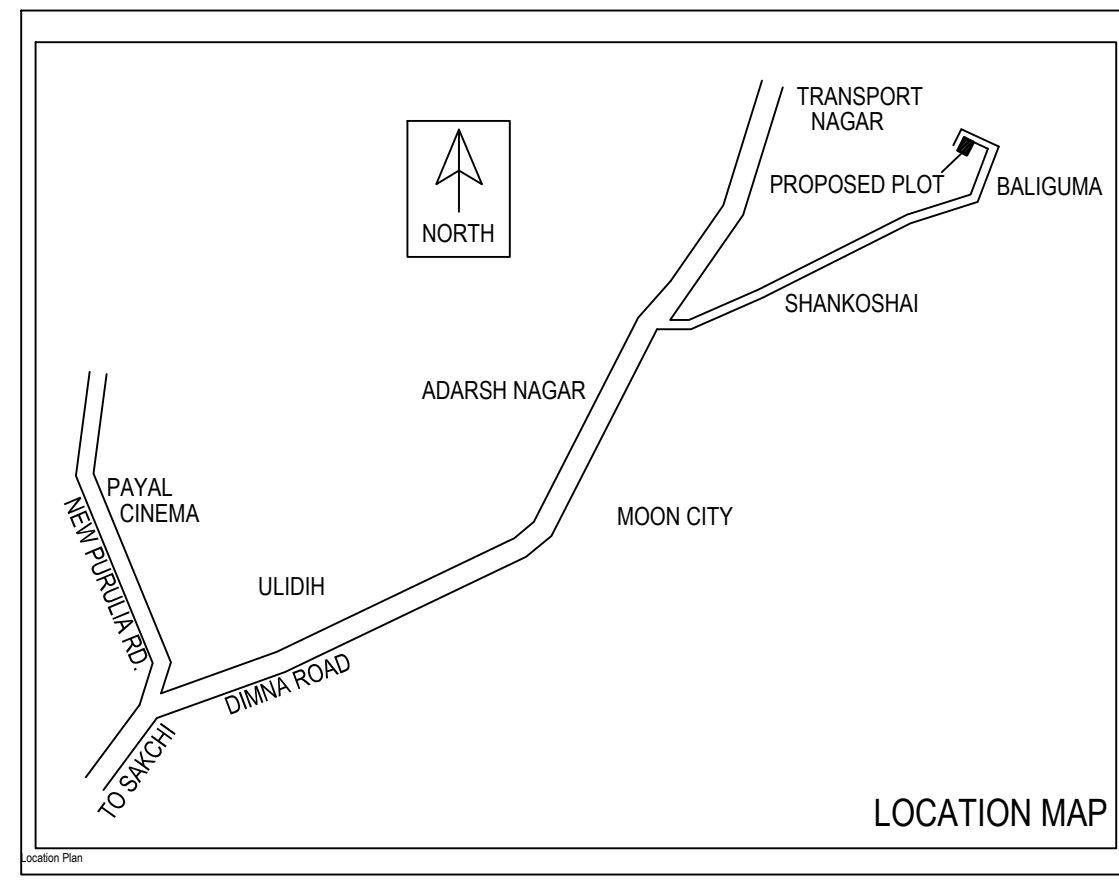 TRANSPORT
NAGAR
PROPOSED PLOT
BALIGUMA
NORTH
SHANKOSHAI
ADARSH NAGAR
PAYAL
CINEMA
MOON CITY
NEW PURULIA RD.
ULIDIH
DIMNA ROAD
TO SAKCHI
LOCATION MAP
Location Plan